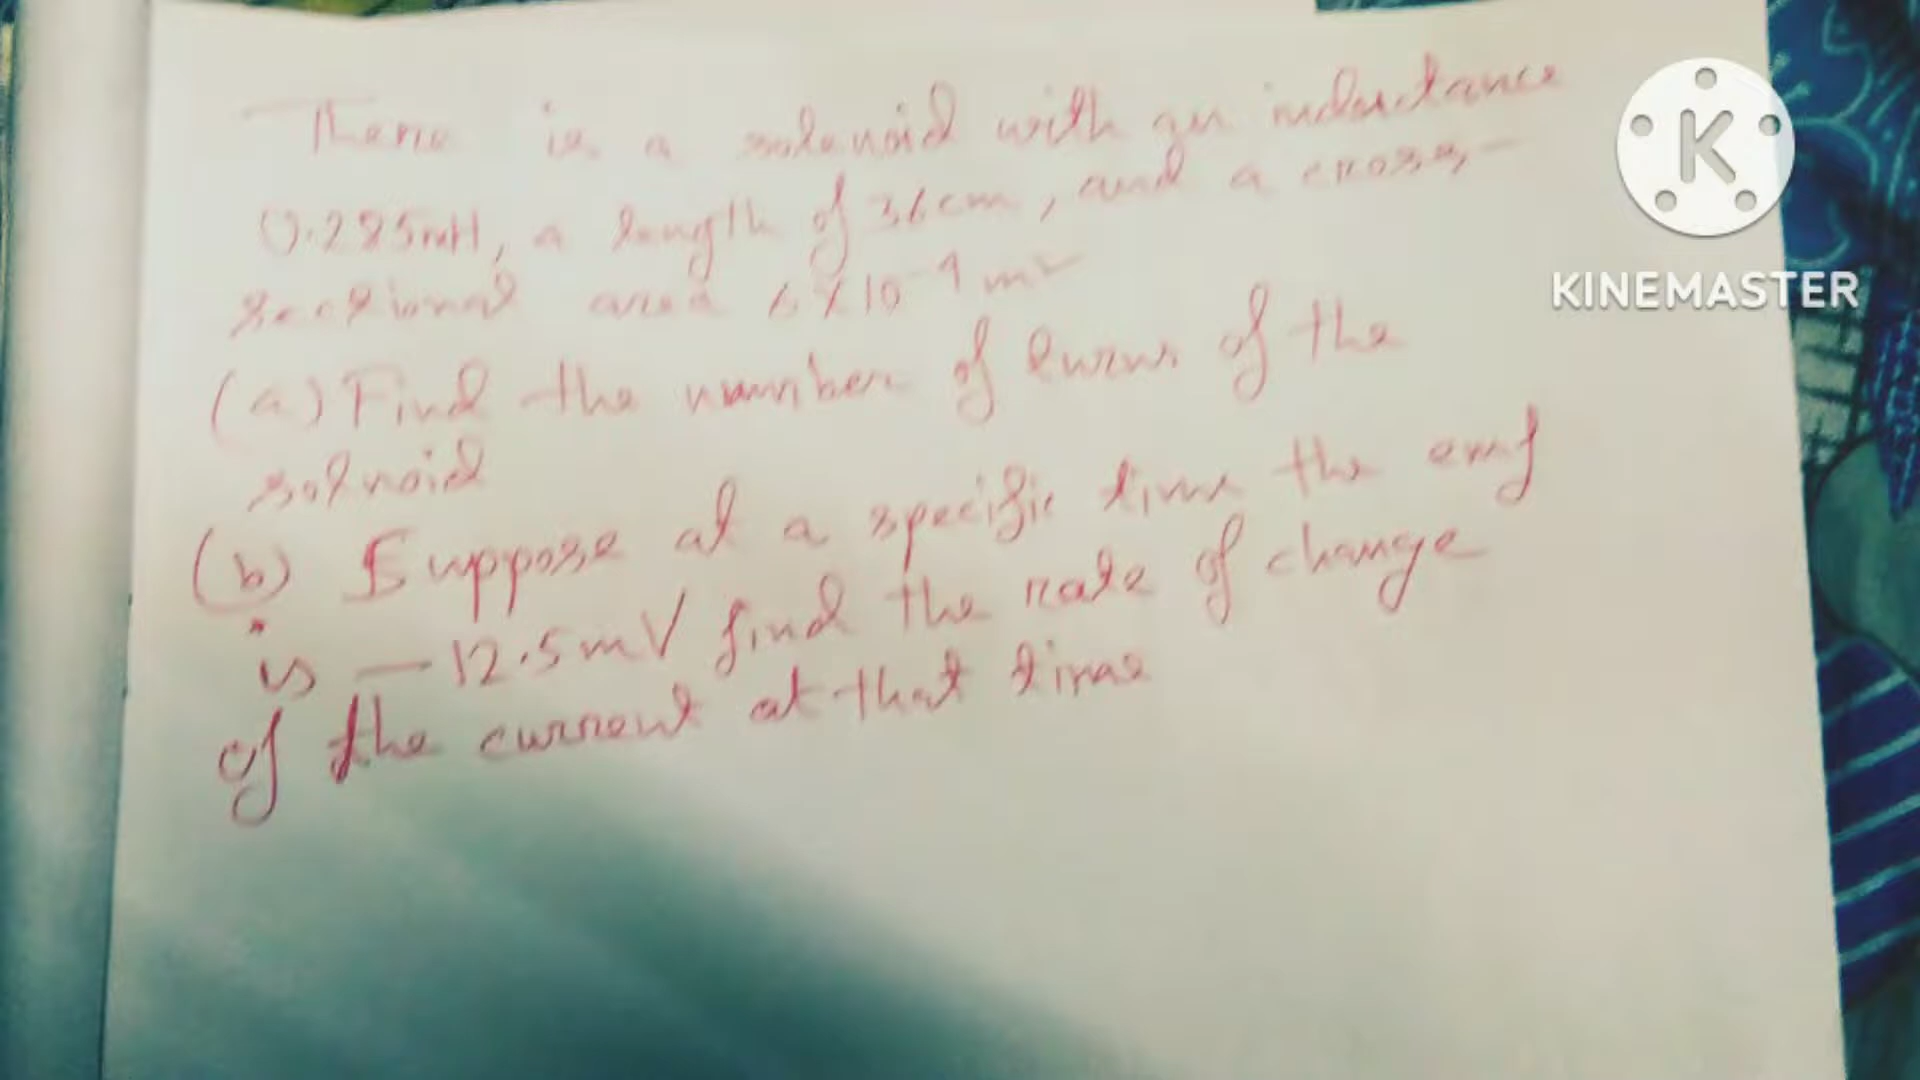 There is a solenoid with an inductance
0.285mH, a length of 36cm, and a cross-
sectional area 6X10⁻⁴ m²
(a) Find the number of turns of the
solnoid
(b) Suppose at a specific time the emf
is - 12.5mV find the rate of change
of the current at that time
KINEMASTER